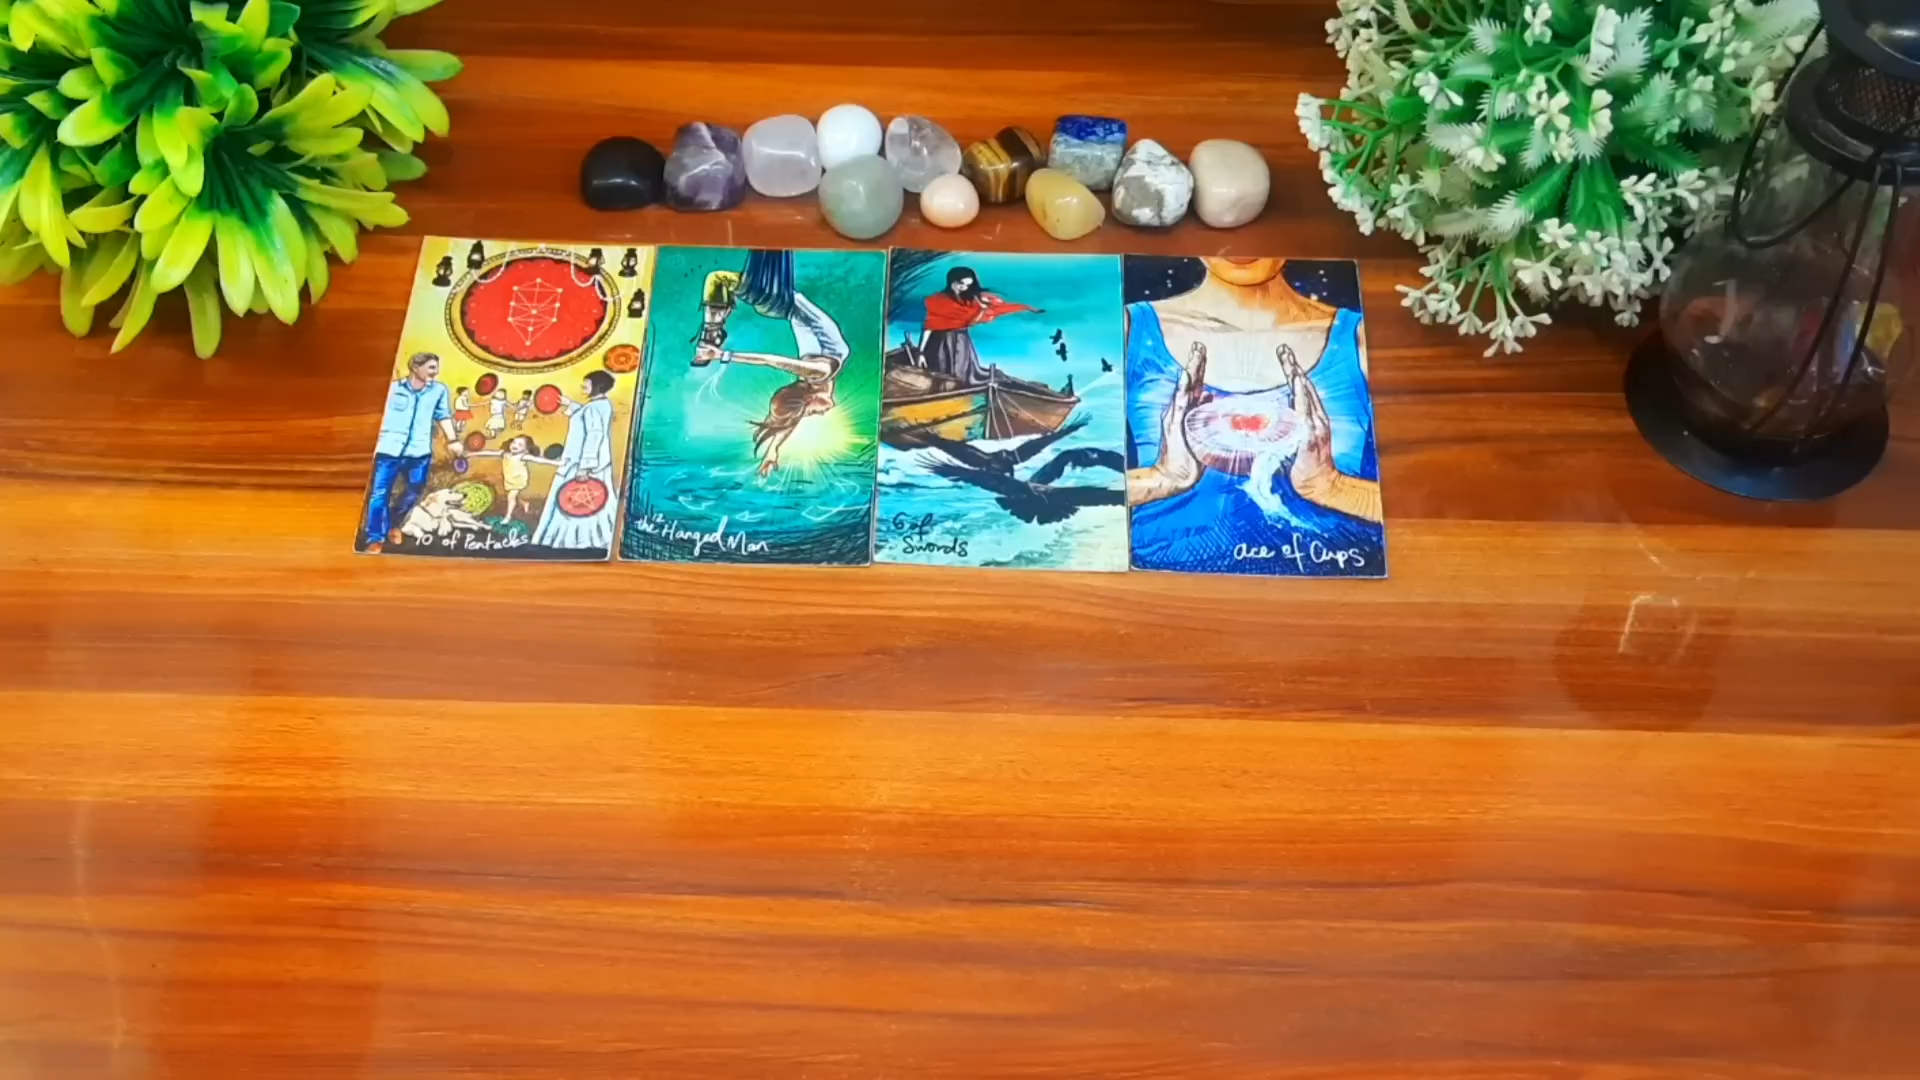 10 of Pentacles
12
the Hanged Man
6 of
Swords
ace of Cups